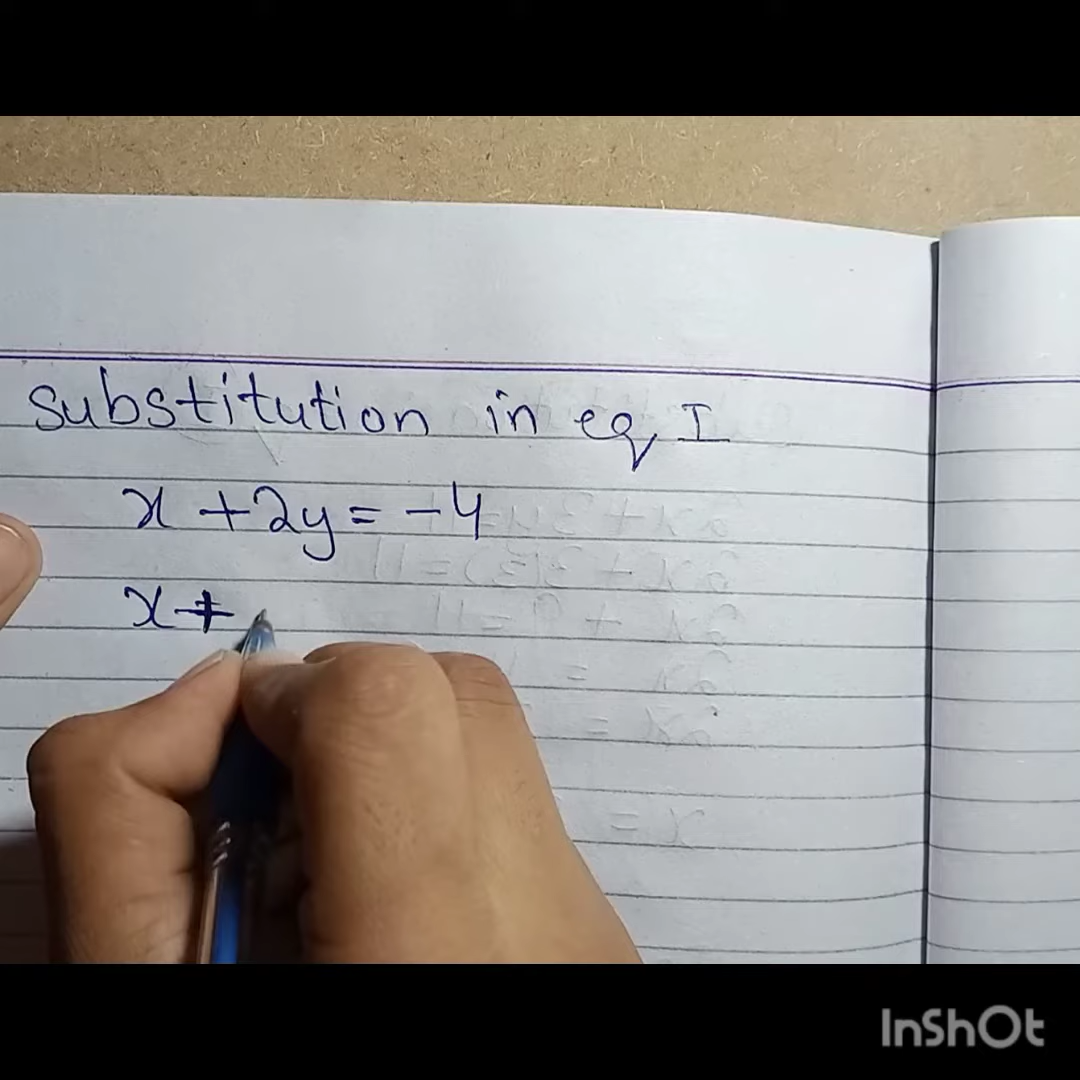 substitution in eq I
x + 2y = -4
x +
InShOt